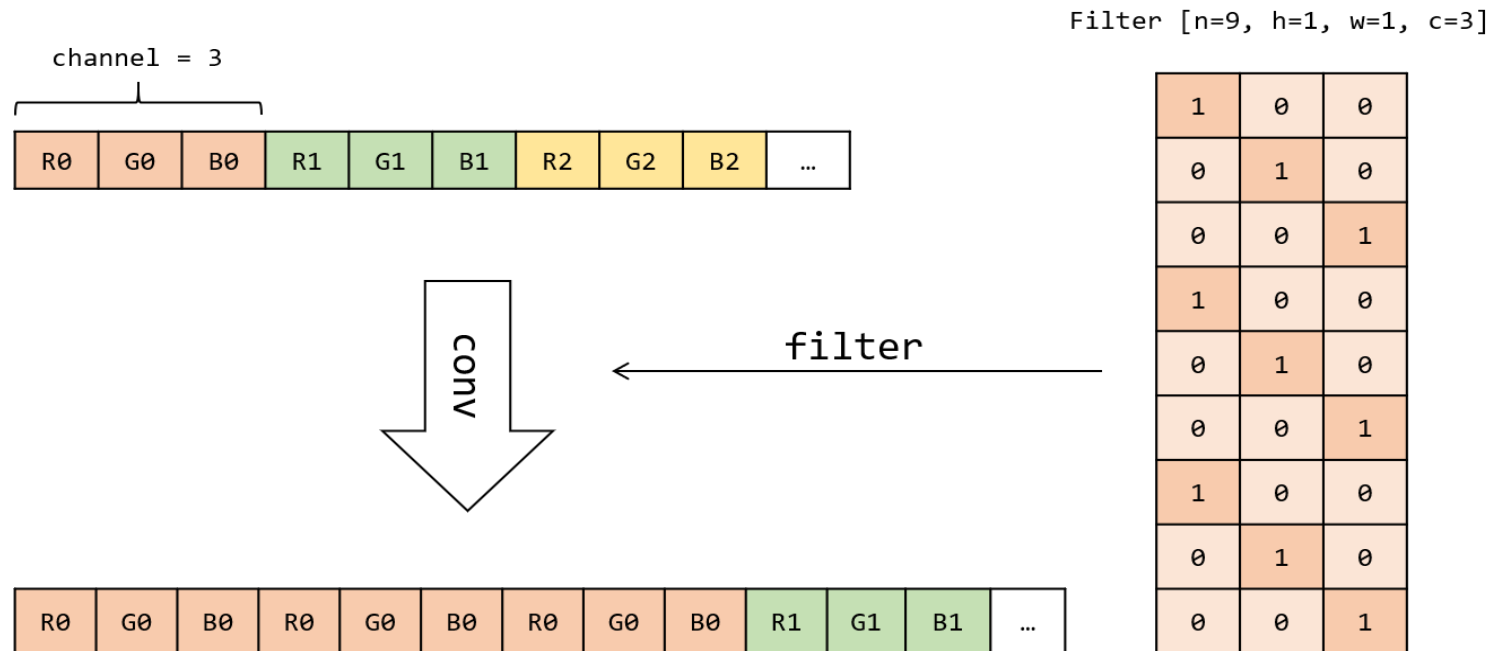 Filter [n=9, h=1, w=1, c=3]
channel = 3
R0 G0 B0 R1 G1 B1 R2 G2 B2 …
1 0 0
0 1 0
0 0 1
1 0 0
0 1 0
0 0 1
1 0 0
0 1 0
0 0 1
conv
filter
R0 G0 B0 R0 G0 B0 R0 G0 B0 R1 G1 B1 …